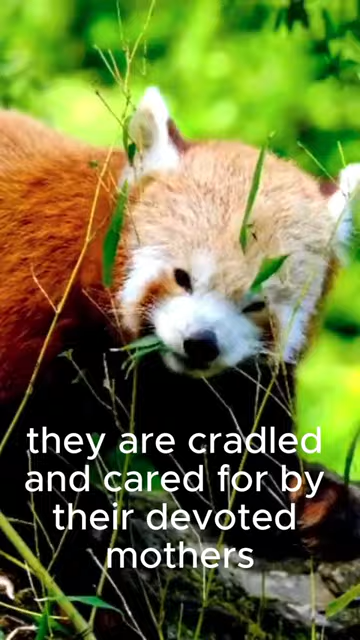 they are cradled
and cared for by
their devoted
mothers